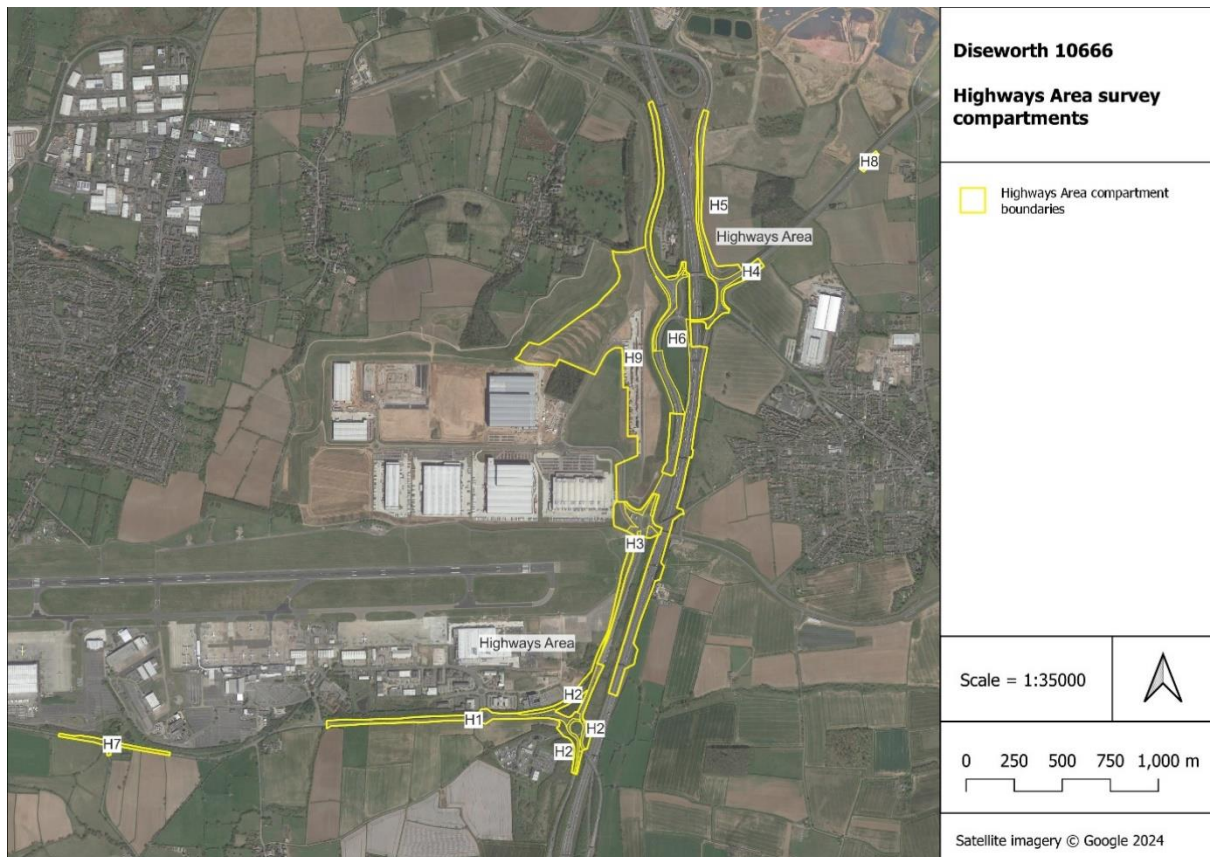 Diseworth 10666
Highways Area survey
compartments
Highways Area compartment
boundaries
Scale = 1:35000
0 250 500 750 1,000 m
Satellite imagery © Google 2024
H8
H5
Highways Area
H4
H6
H9
H3
Highways Area
H2
H1
H2
H2
H7